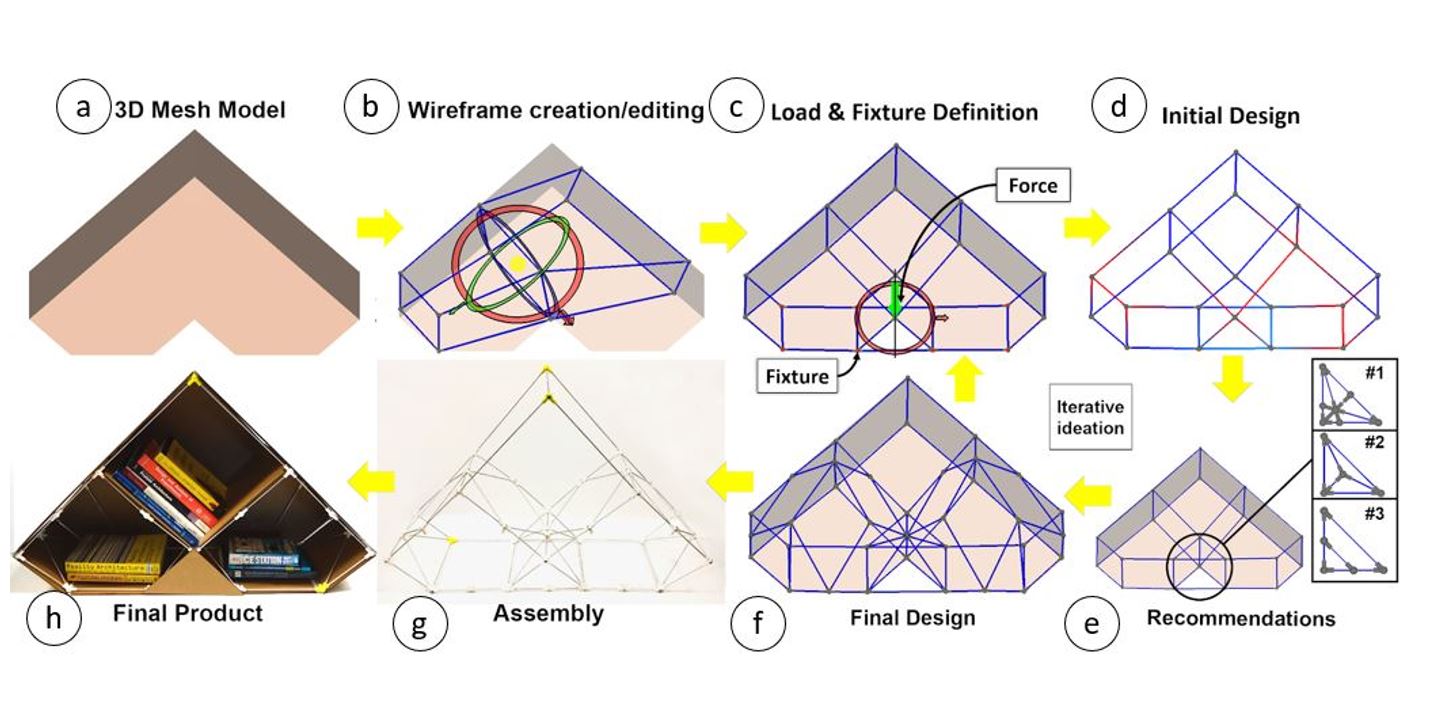 a
3D Mesh Model
b
Wireframe creation/editing
c
Load & Fixture Definition
d
Initial Design
Force
Fixture
Iterative
ideation
#1
#2
#3
h
Final Product
g
Assembly
f
Final Design
e
Recommendations